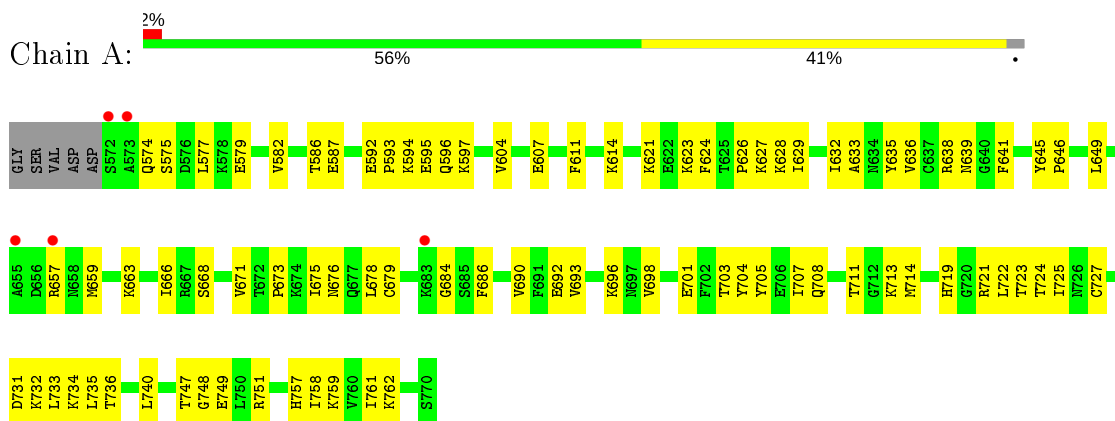 2%
Chain A:
56% 41% •
GLY SER VAL ASP ASP S572 A573 Q574 S575 D576 L577 K578 E579 V582 T586 E587 E592 P593 K594 E595 Q596 K597 V604 E607 F611 K614 K621 E622 K623 F624 T625 P626 K627 K628 I629 I632 A633 N634 Y635 V636 C637 R638 N639 G640 F641 Y645 P646 L649
A655 D656 R657 N658 M659 K663 I666 R667 S668 V671 T672 P673 K674 I675 N676 Q677 L678 C679 K683 G684 S685 F686 V690 F691 E692 V693 K696 N697 V698 E701 F702 T703 Y704 Y705 E706 I707 Q708 T711 G712 K713 M714 H719 G720 R721 L722 T723 T724 I725 N726 C727
D731 K732 L733 K734 L735 T736 L740 T747 G748 E749 L750 R751 H757 I758 K759 V760 I761 K762 S770